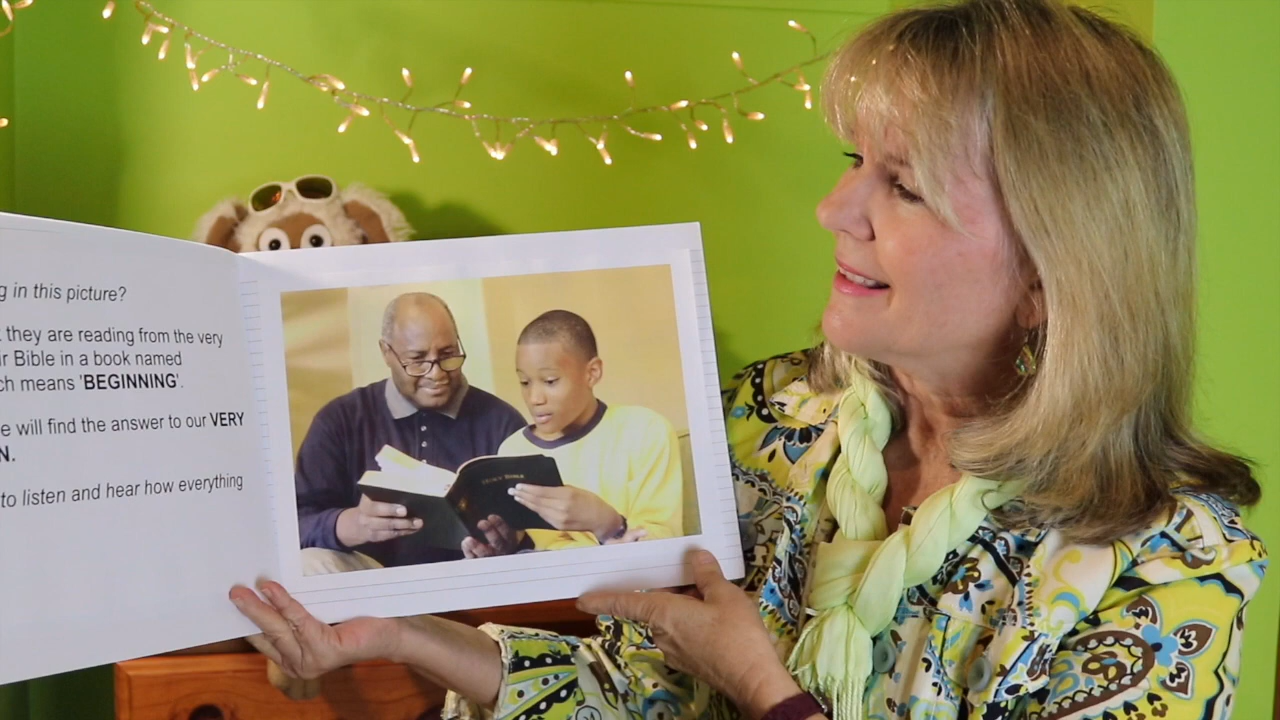 g in this picture?
they are reading from the very
ir Bible in a book named
ch means 'BEGINNING'.
e will find the answer to our VERY
N.
to listen and hear how everything
HOLY BIBLE